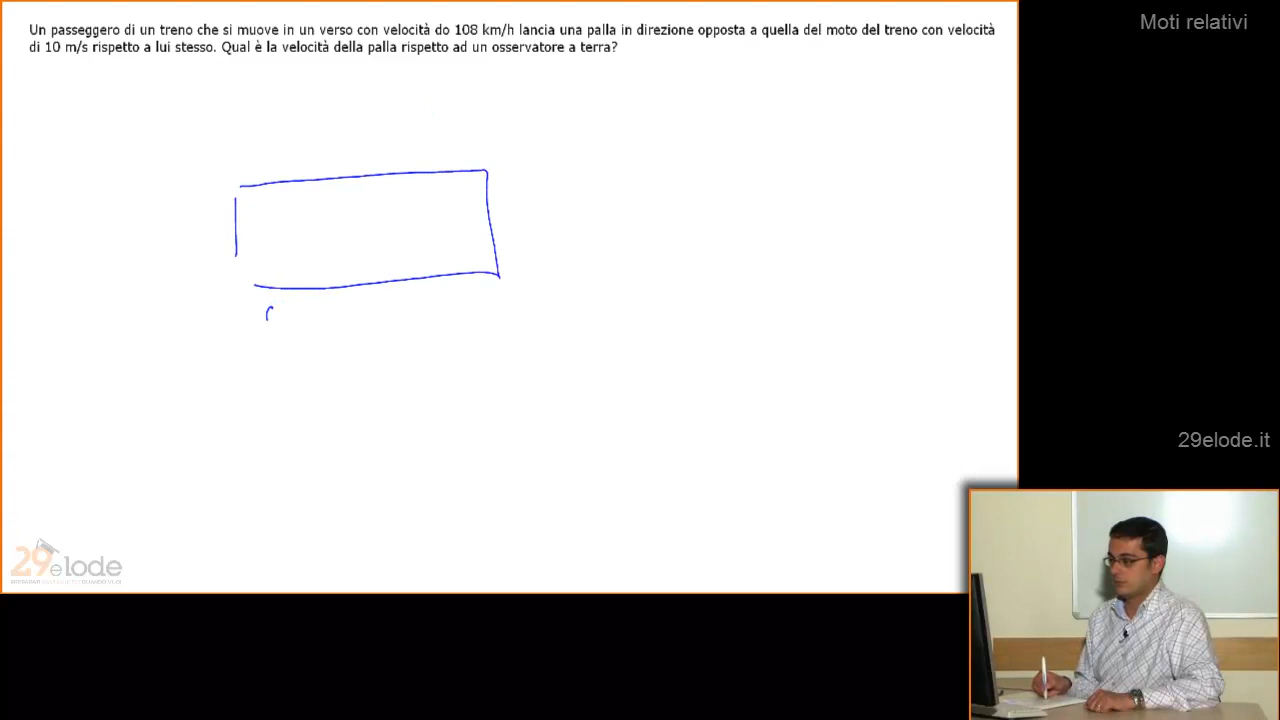 Moti relativi
Un passeggero di un treno che si muove in un verso con velocità do 108 km/h lancia una palla in direzione opposta a quella del moto del treno con velocità
di 10 m/s rispetto a lui stesso. Qual è la velocità della palla rispetto ad un osservatore a terra?
29elode.it
29elode